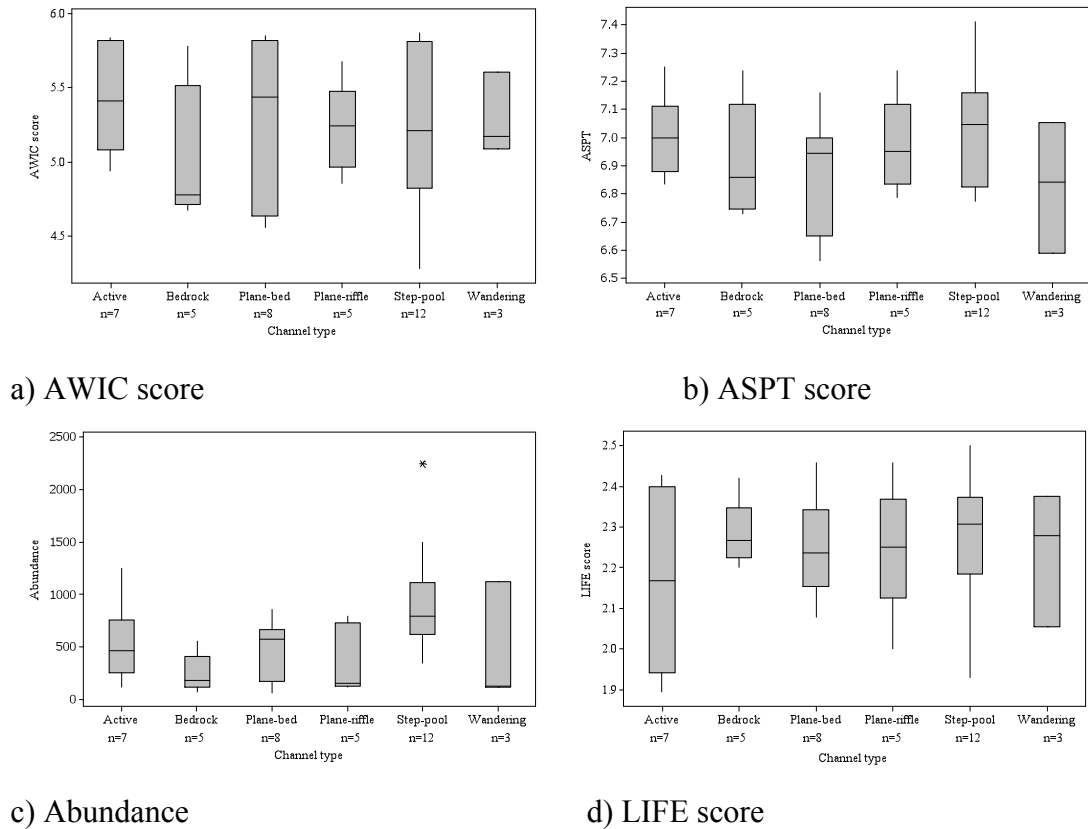 6.0
5.5
5.0
4.5
AWIC score
Active Bedrock Plane-bed Plane-riffle Step-pool Wandering
n=7 n=5 n=8 n=5 n=12 n=3
Channel type
a) AWIC score
7.4
7.3
7.2
7.1
7.0
6.9
6.8
6.7
6.6
6.5
ASPT
Active Bedrock Plane-bed Plane-riffle Step-pool Wandering
n=7 n=5 n=8 n=5 n=12 n=3
Channel type
b) ASPT score
2500
2000
1500
1000
500
0
Abundance
Active Bedrock Plane-bed Plane-riffle Step-pool Wandering
n=7 n=5 n=8 n=5 n=12 n=3
Channel type
c) Abundance
2.5
2.4
2.3
2.2
2.1
2.0
1.9
LIFE score
Active Bedrock Plane-bed Plane-riffle Step-pool Wandering
n=7 n=5 n=8 n=5 n=12 n=3
Channel type
d) LIFE score